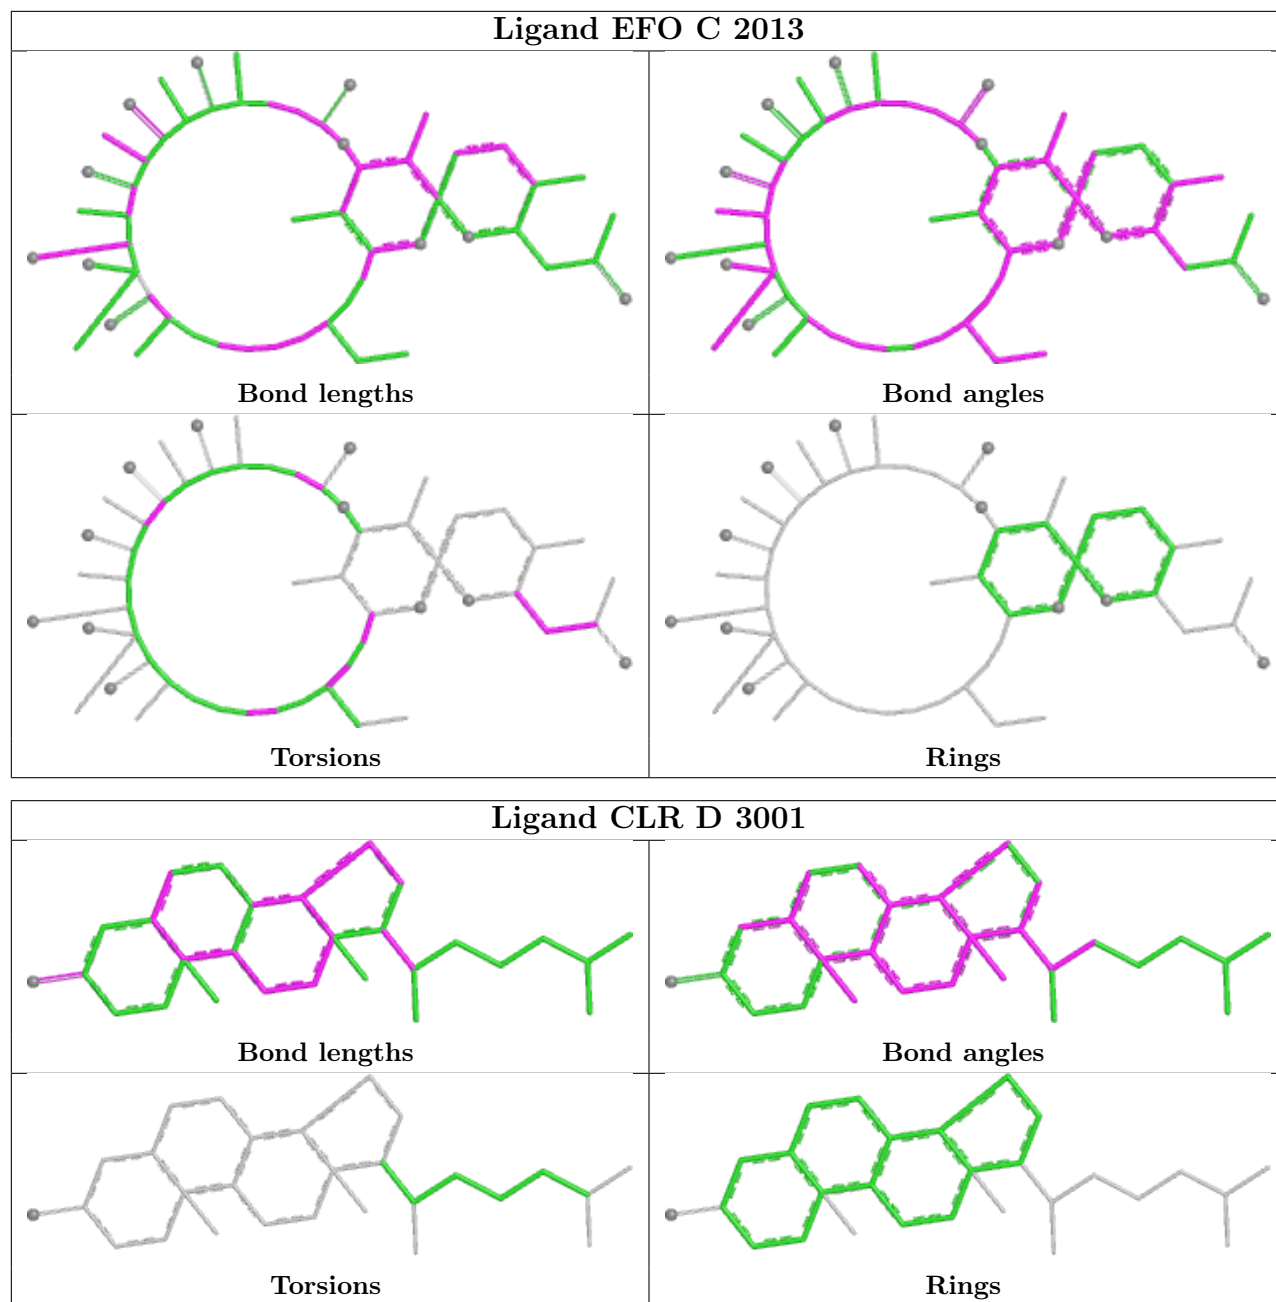 Ligand EFO C 2013
Bond lengths
Bond angles
Torsions
Rings
Ligand CLR D 3001
Bond lengths
Bond angles
Torsions
Rings